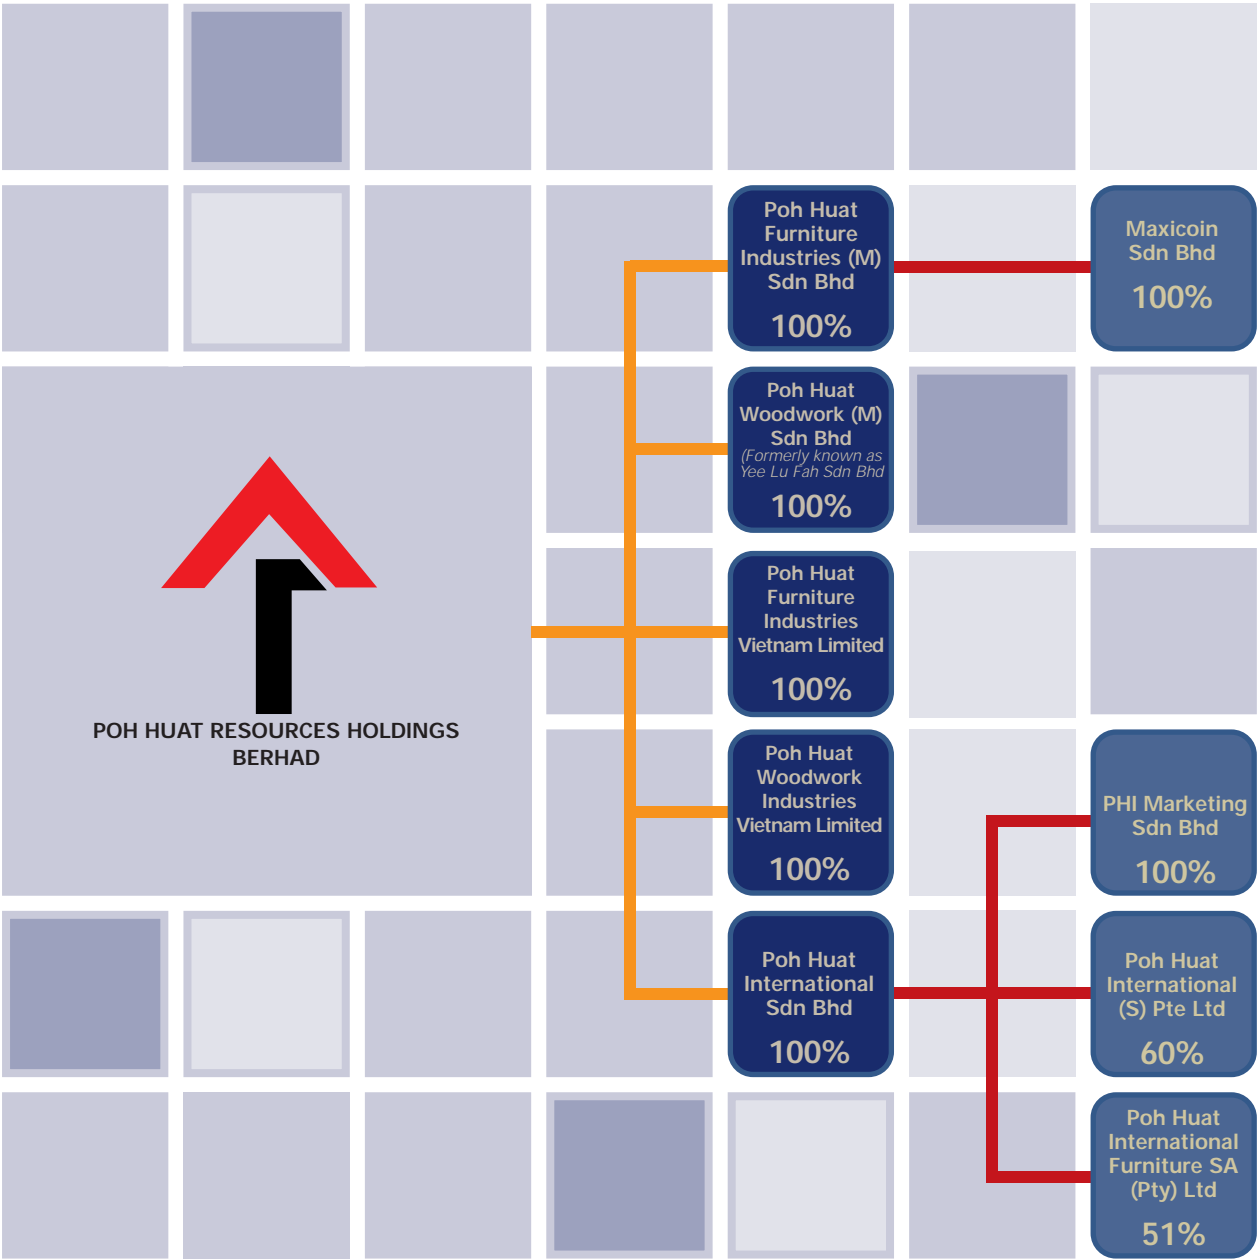 POH HUAT RESOURCES HOLDINGS
BERHAD
Poh Huat
Furniture
Industries (M)
Sdn Bhd
100%
Maxicoin
Sdn Bhd
100%
Poh Huat
Woodwork (M)
Sdn Bhd
(Formerly known as
Yee Lu Fah Sdn Bhd
100%
Poh Huat
Furniture
Industries
Vietnam Limited
100%
Poh Huat
Woodwork
Industries
Vietnam Limited
100%
Poh Huat
International
Sdn Bhd
100%
PHI Marketing
Sdn Bhd
100%
Poh Huat
International
(S) Pte Ltd
60%
Poh Huat
International
Furniture SA
(Pty) Ltd
51%